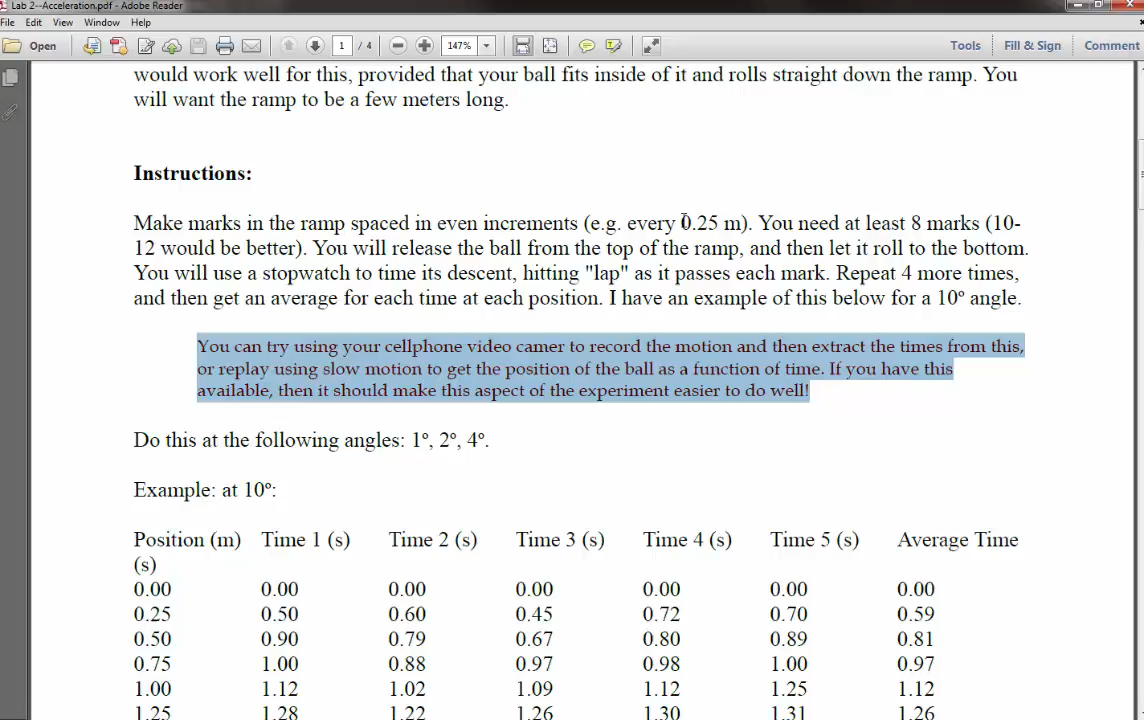 Lab 2--Acceleration.pdf - Adobe Reader
File Edit View Window Help
Open 1 / 4 147% Tools Fill & Sign Comment
would work well for this, provided that your ball fits inside of it and rolls straight down the ramp. You
will want the ramp to be a few meters long.
Instructions:
Make marks in the ramp spaced in even increments (e.g. every 0.25 m). You need at least 8 marks (10-
12 would be better). You will release the ball from the top of the ramp, and then let it roll to the bottom.
You will use a stopwatch to time its descent, hitting "lap" as it passes each mark. Repeat 4 more times,
and then get an average for each time at each position. I have an example of this below for a 10º angle.
You can try using your cellphone video camer to record the motion and then extract the times from this,
or replay using slow motion to get the position of the ball as a function of time. If you have this
available, then it should make this aspect of the experiment easier to do well!
Do this at the following angles: 1º, 2º, 4º.
Example: at 10º:
Position (m) Time 1 (s) Time 2 (s) Time 3 (s) Time 4 (s) Time 5 (s) Average Time
(s)
0.00 0.00 0.00 0.00 0.00 0.00 0.00
0.25 0.50 0.60 0.45 0.72 0.70 0.59
0.50 0.90 0.79 0.67 0.80 0.89 0.81
0.75 1.00 0.88 0.97 0.98 1.00 0.97
1.00 1.12 1.02 1.09 1.12 1.25 1.12
1.25 1.28 1.22 1.26 1.30 1.31 1.26